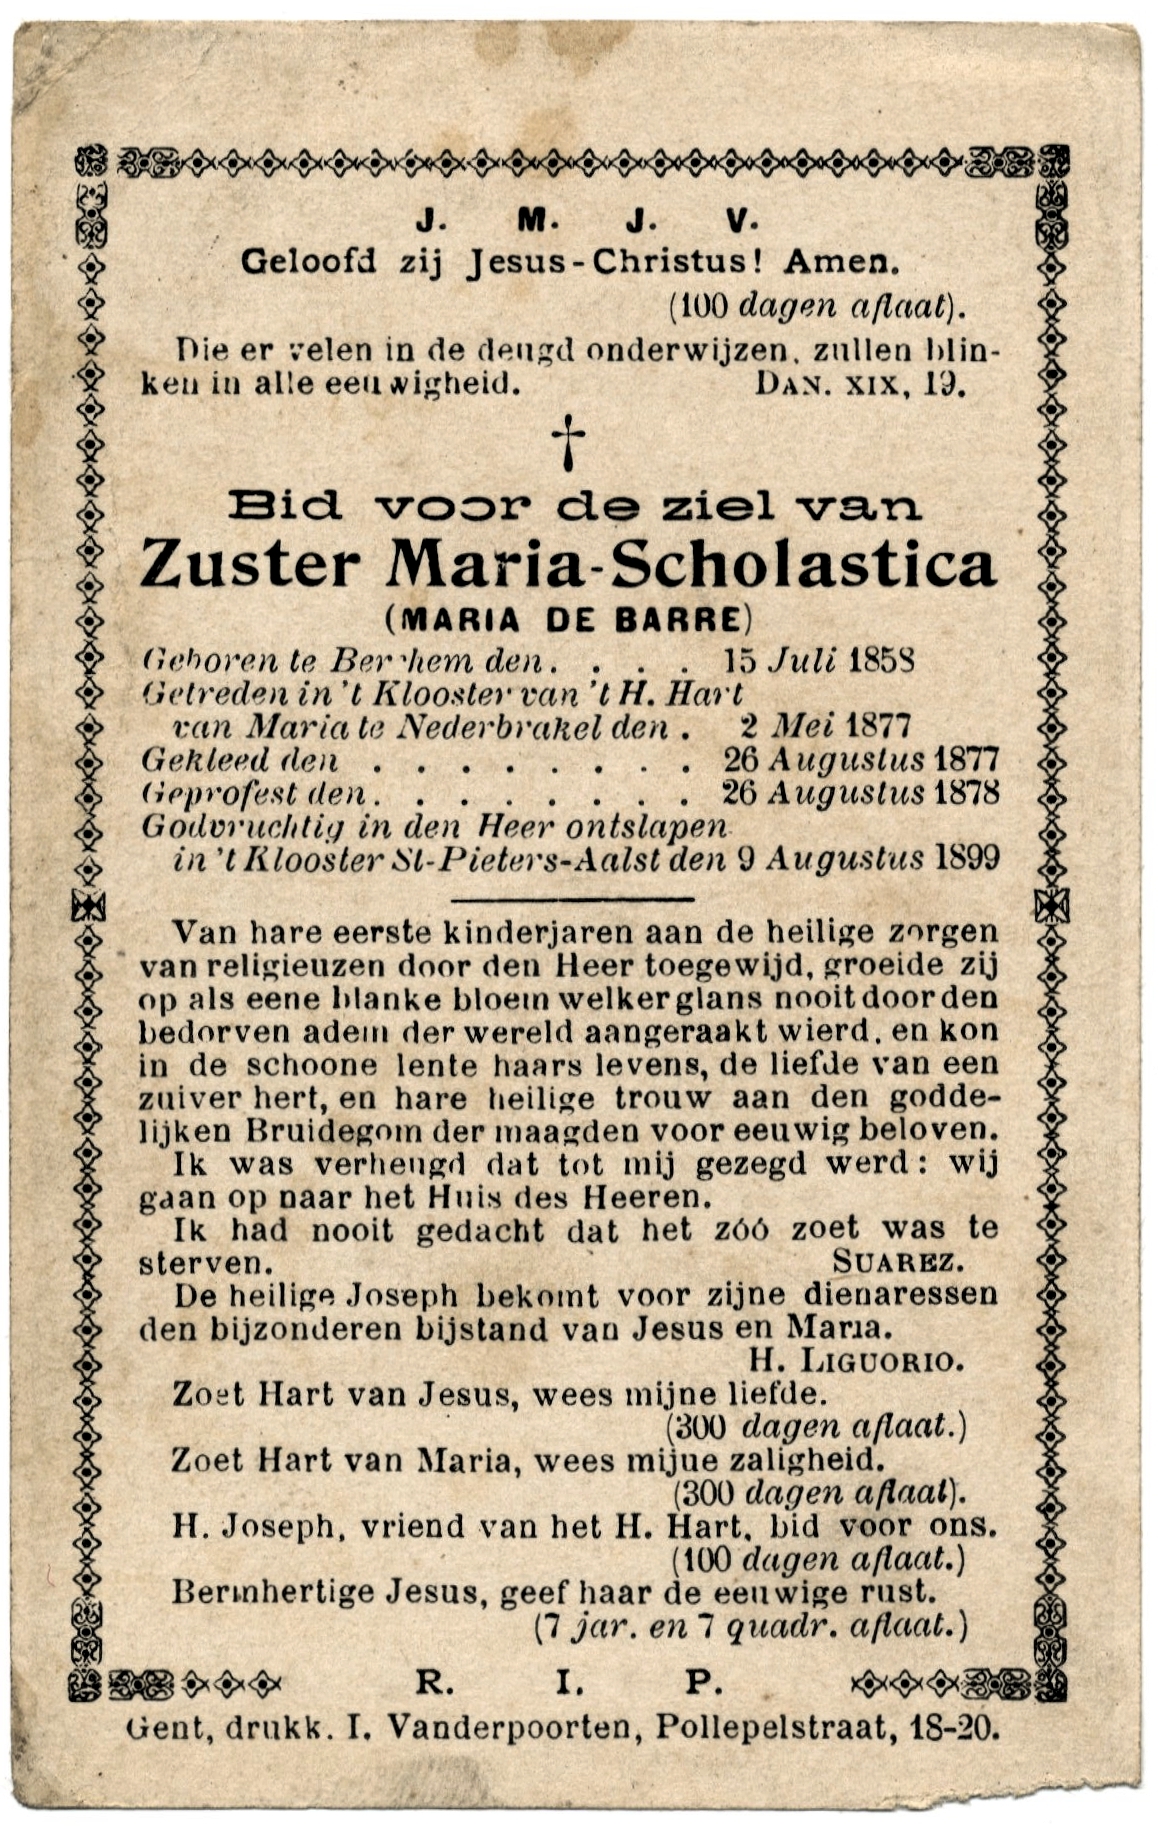 J. M. J. V.
Geloofd zij Jesus-Christus! Amen.
(100 dagen aflaat).
Die er velen in de deugd onderwijzen, zullen blin-
ken in alle eeuwigheid. DAN. XIX, 19.
†
Bid voor de ziel van
Zuster Maria-Scholastica
(MARIA DE BARRE)
Geboren te Berchem den. . . . 15 Juli 1858
Getreden in 't Klooster van 't H. Hart
van Maria te Nederbrakel den . 2 Mei 1877
Gekleed den . . . . . . . . 26 Augustus 1877
Geprofest den. . . . . . . . 26 Augustus 1878
Godvruchtig in den Heer ontslapen
in 't Klooster St-Pieters-Aalst den 9 Augustus 1899
Van hare eerste kinderjaren aan de heilige zorgen
van religieuzen door den Heer toegewijd, groeide zij
op als eene blanke bloem welker glans nooit door den
bedorven adem der wereld aangeraakt wierd, en kon
in de schoone lente haars levens, de liefde van een
zuiver hert, en hare heilige trouw aan den godde-
lijken Bruidegom der maagden voor eeuwig beloven.
Ik was verheugd dat tot mij gezegd werd: wij
gaan op naar het Huis des Heeren.
Ik had nooit gedacht dat het zóó zoet was te
sterven. SUAREZ.
De heilige Joseph bekomt voor zijne dienaressen
den bijzonderen bijstand van Jesus en Maria.
H. LIGUORIO.
Zoet Hart van Jesus, wees mijne liefde.
(300 dagen aflaat.)
Zoet Hart van Maria, wees mijne zaligheid.
(300 dagen aflaat).
H. Joseph, vriend van het H. Hart, bid voor ons.
(100 dagen aflaat.)
Bermhertige Jesus, geef haar de eeuwige rust.
(7 jar. en 7 quadr. aflaat.)
R. I. P.
Gent, drukk. I. Vanderpoorten, Pollepelstraat, 18-20.